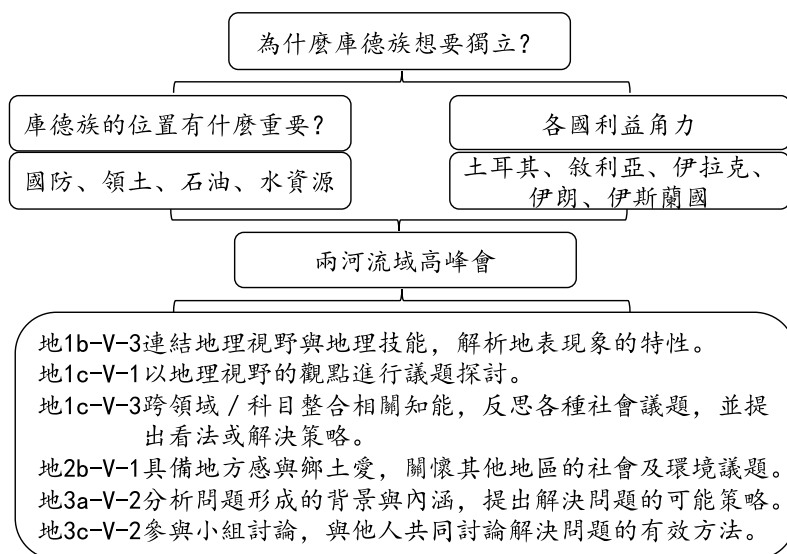 為什麼庫德族想要獨立?
庫德族的位置有什麼重要?
國防、領土、石油、水資源
各國利益角力
土耳其、敘利亞、伊拉克、
伊朗、伊斯蘭國
兩河流域高峰會
地1b-V-3連結地理視野與地理技能，解析地表現象的特性。
地1c-V-1以地理視野的觀點進行議題探討。
地1c-V-3跨領域／科目整合相關知能，反思各種社會議題，並提
出看法或解決策略。
地2b-V-1具備地方感與鄉土愛，關懷其他地區的社會及環境議題。
地3a-V-2分析問題形成的背景與內涵，提出解決問題的可能策略。
地3c-V-2參與小組討論，與他人共同討論解決問題的有效方法。